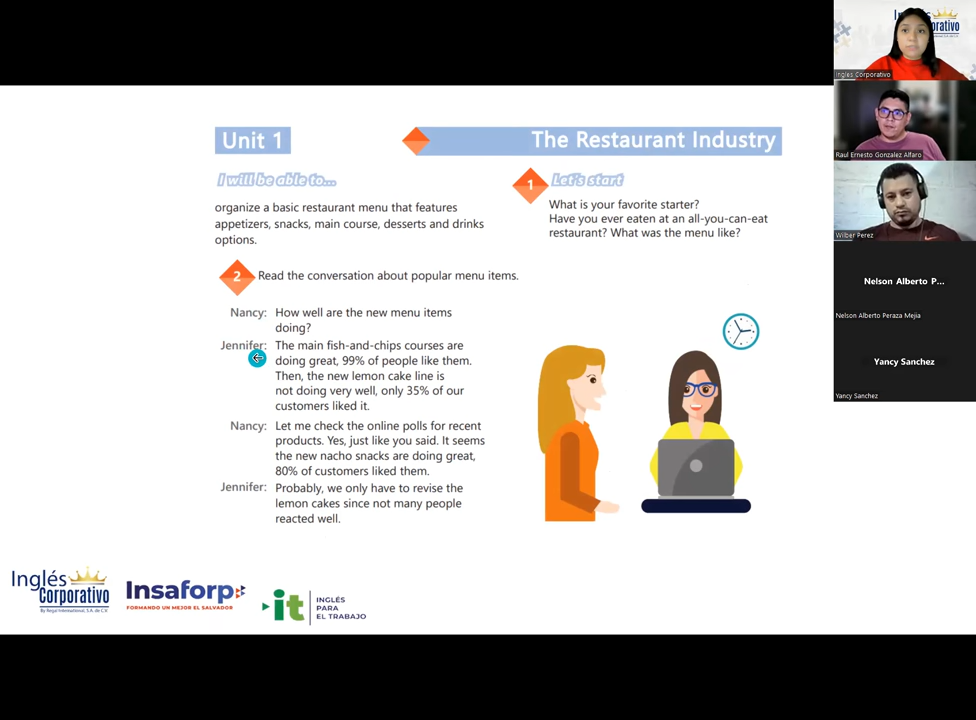 Unit 1
The Restaurant Industry
I will be able to...
organize a basic restaurant menu that features
appetizers, snacks, main course, desserts and drinks
options.
1
Let's start
What is your favorite starter?
Have you ever eaten at an all-you-can-eat
restaurant? What was the menu like?
2
Read the conversation about popular menu items.
Nancy: How well are the new menu items
doing?
Jennifer: The main fish-and-chips courses are
doing great, 99% of people like them.
Then, the new lemon cake line is
not doing very well, only 35% of our
customers liked it.
Nancy: Let me check the online polls for recent
products. Yes, just like you said. It seems
the new nacho snacks are doing great,
80% of customers liked them.
Jennifer: Probably, we only have to revise the
lemon cakes since not many people
reacted well.
Inglés
Corporativo
By Regal International, S.A. de C.V.
Insaforp
FORMANDO UN MEJOR EL SALVADOR
it
INGLÉS
PARA
EL TRABAJO
Inglés Corporativo
Raul Ernesto Gonzalez Alfaro
Wilber Perez
Nelson Alberto P...
Nelson Alberto Peraza Mejia
Yancy Sanchez
Yancy Sanchez